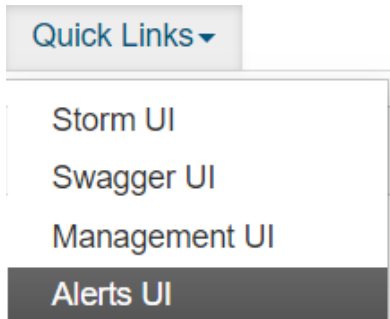 Quick Links
Storm UI
Swagger UI
Management UI
Alerts UI